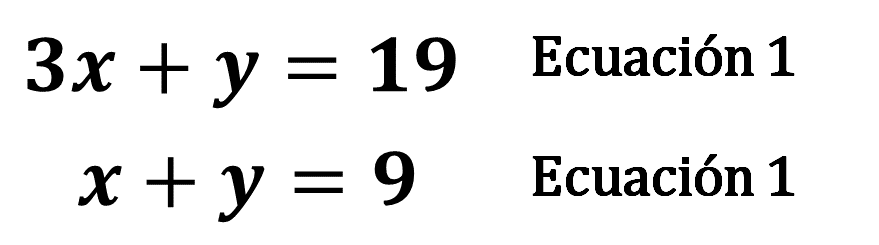 3x + y = 19 Ecuación 1
x + y = 9 Ecuación 1